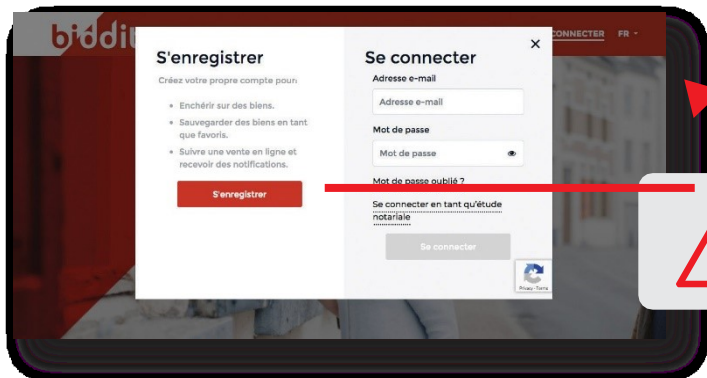 biddit
CONNECTER FR
S'enregistrer
Créez votre propre compte pour:
Enchérir sur des biens.
Sauvegarder des biens en tant
que favoris.
Suivre une vente en ligne et
recevoir des notifications.
S'enregistrer
Se connecter
Adresse e-mail
Adresse e-mail
Mot de passe
Mot de passe
Mot de passe oublié ?
Se connecter en tant qu'étude
notariale
Se connecter
Privacy - Terms